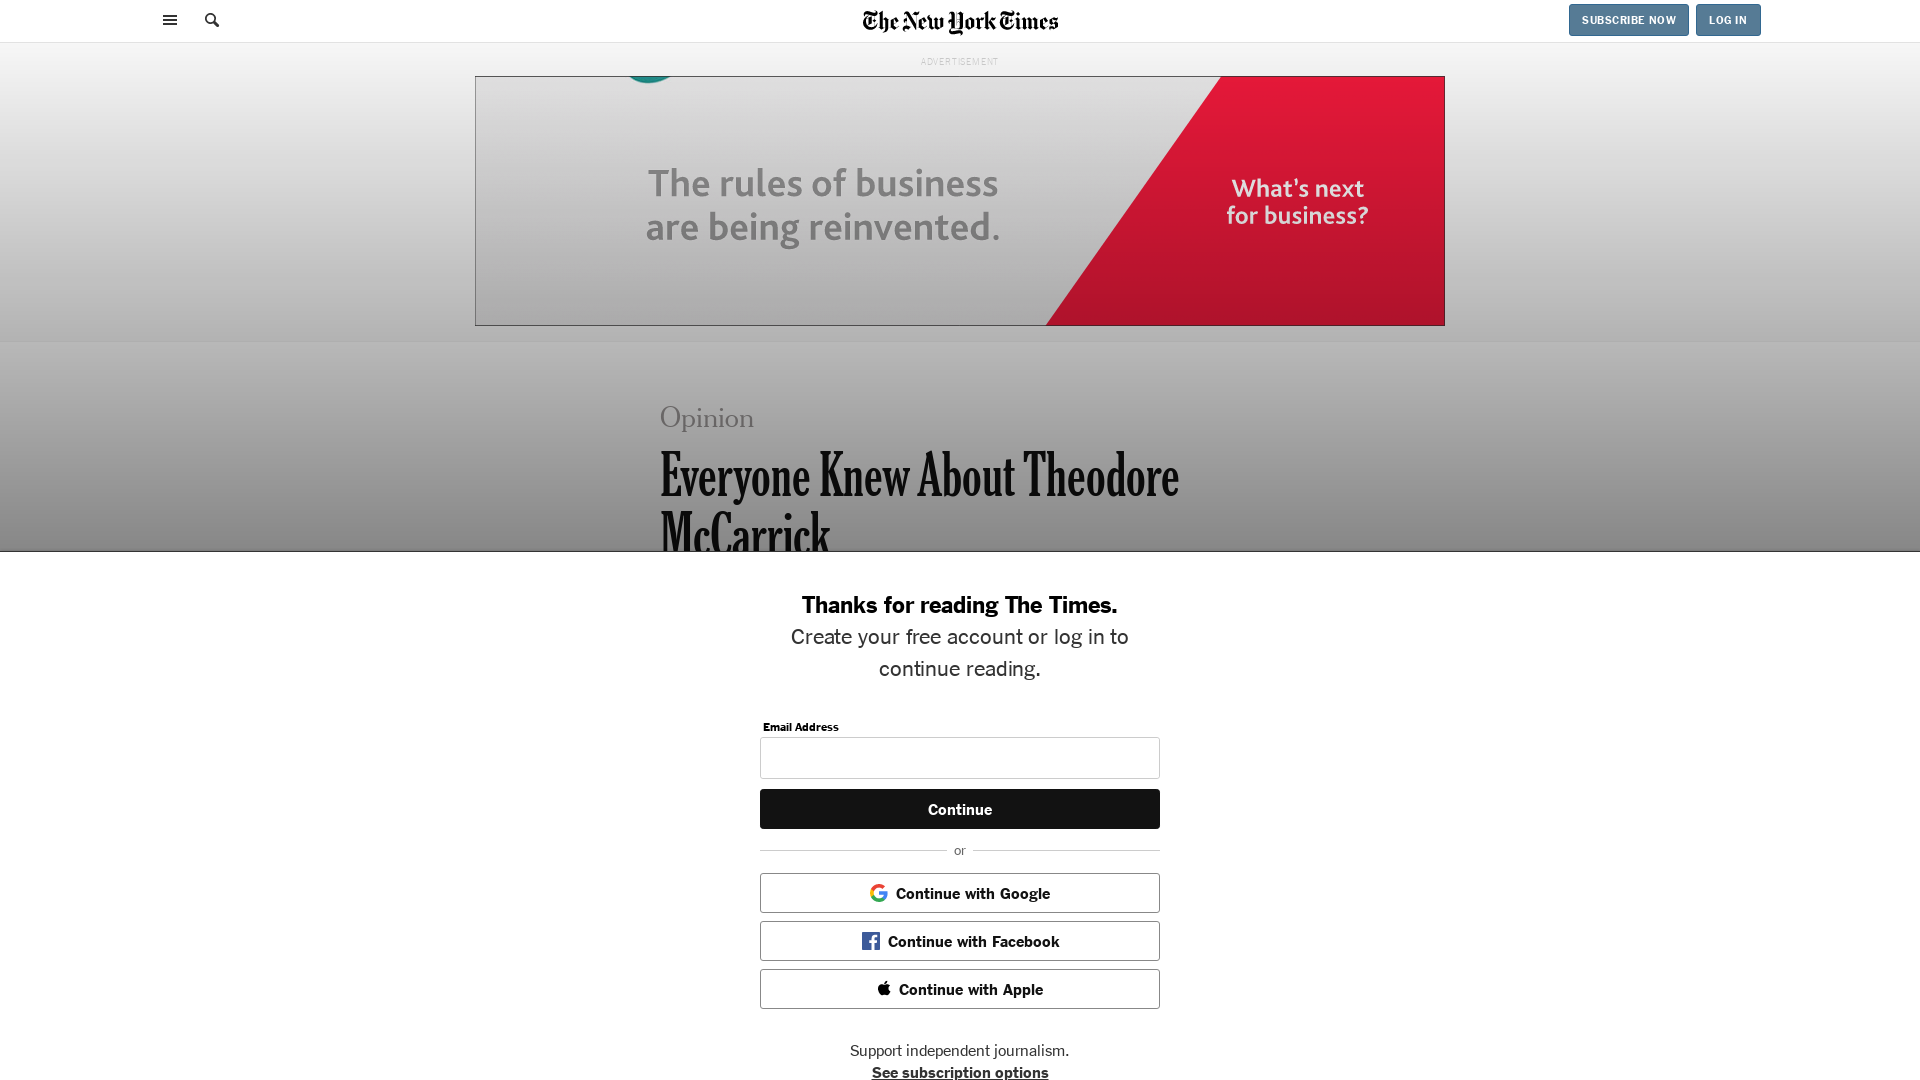 The New York Times
SUBSCRIBE NOW
LOG IN
ADVERTISEMENT
The rules of business
are being reinvented.
What's next
for business?
Opinion
Everyone Knew About Theodore
McCarrick
Thanks for reading The Times.
Create your free account or log in to
continue reading.
Email Address
Continue
or
Continue with Google
Continue with Facebook
Continue with Apple
Support independent journalism.
See subscription options